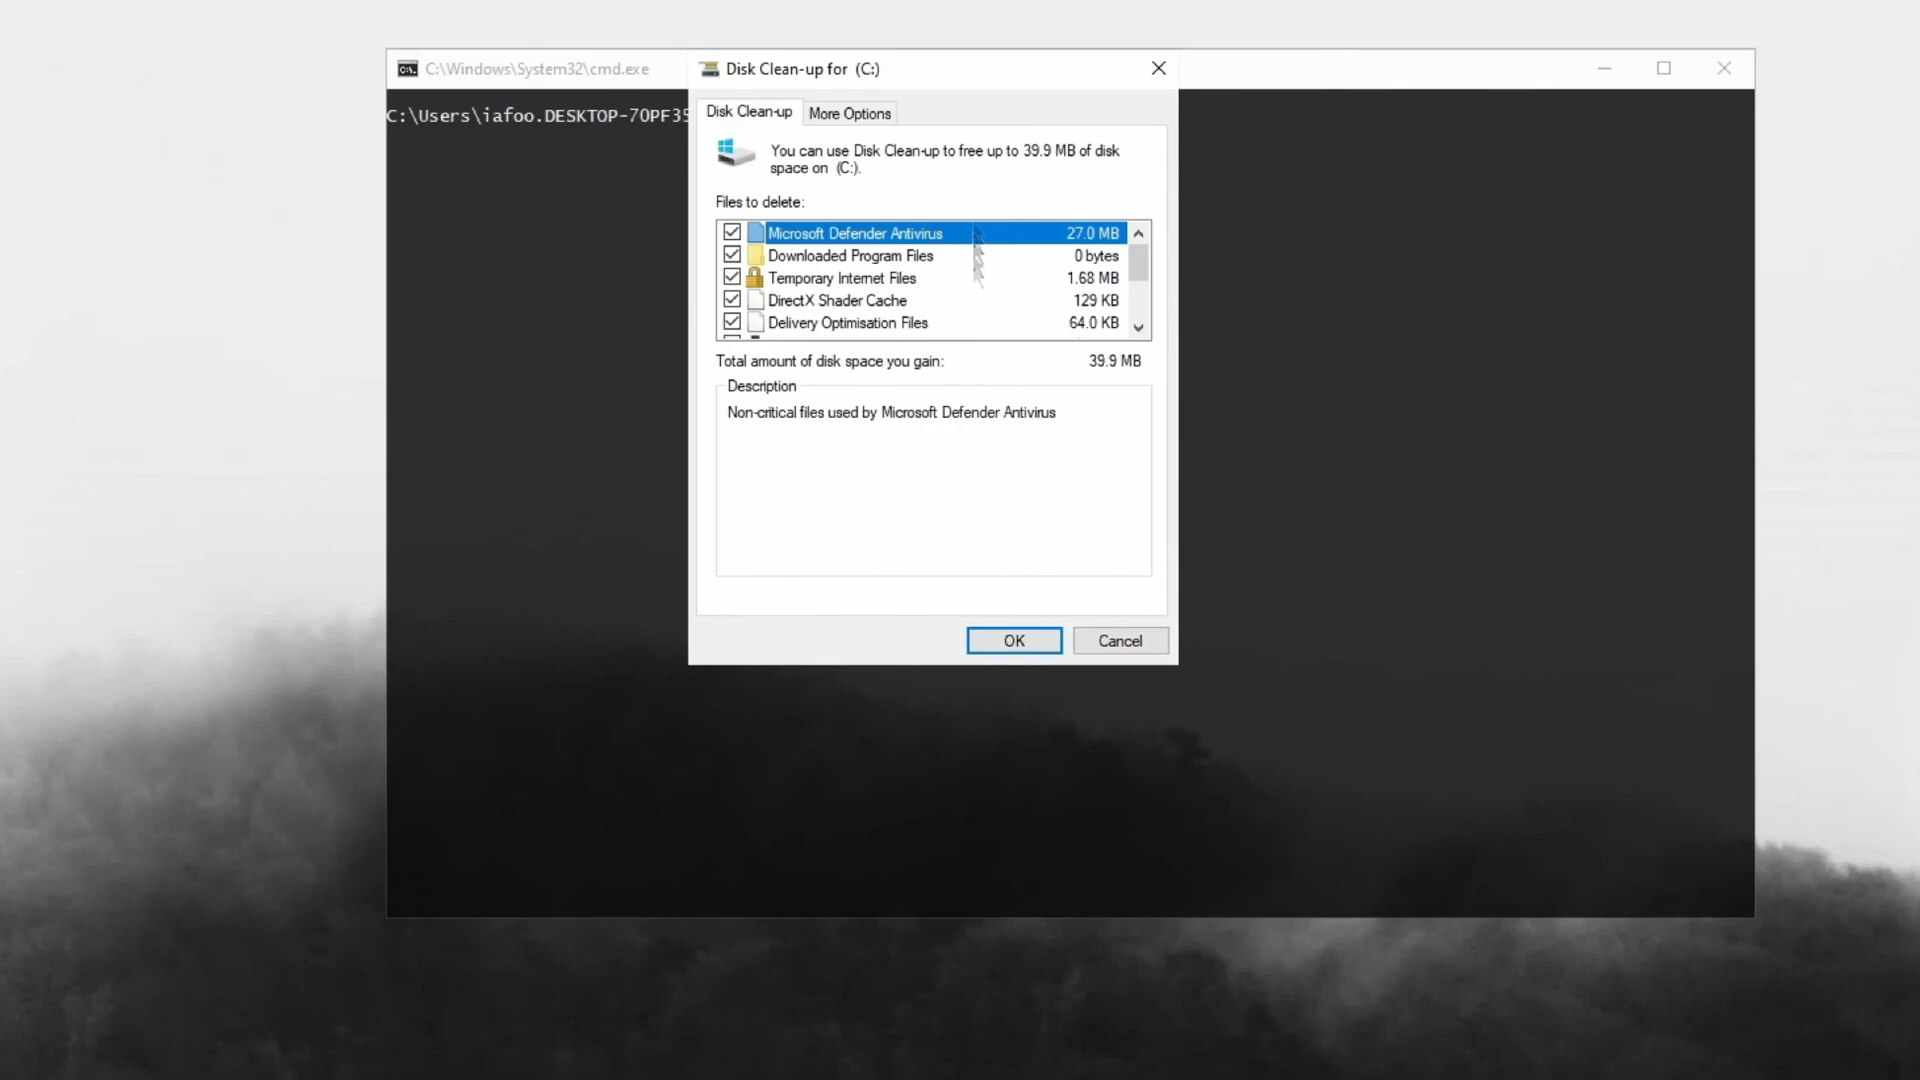 C:\Windows\System32\cmd.exe
C:\Users\iafoo.DESKTOP-7OPF35
Disk Clean-up for (C:)
Disk Clean-up
More Options
You can use Disk Clean-up to free up to 39.9 MB of disk
space on (C:).
Files to delete:
Microsoft Defender Antivirus 27.0 MB
Downloaded Program Files 0 bytes
Temporary Internet Files 1.68 MB
DirectX Shader Cache 129 KB
Delivery Optimisation Files 64.0 KB
Total amount of disk space you gain: 39.9 MB
Description
Non-critical files used by Microsoft Defender Antivirus
OK
Cancel